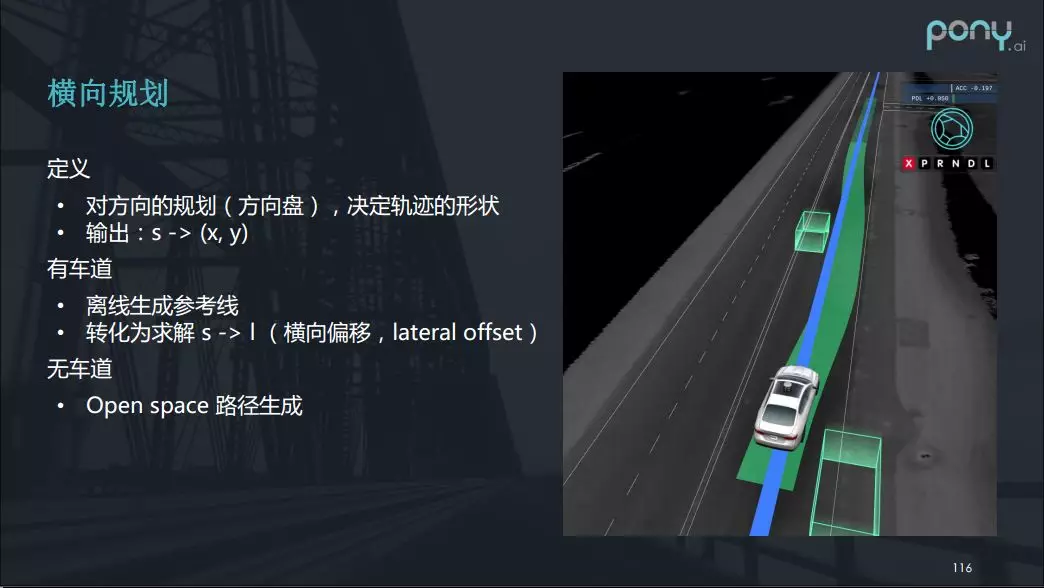 pony.ai
横向规划
定义
• 对方向的规划（方向盘），决定轨迹的形状
• 输出：s -> (x, y)
有车道
• 离线生成参考线
• 转化为求解 s -> l （横向偏移，lateral offset）
无车道
• Open space 路径生成
ACC -0.197
PDL +0.950
X P R N D L
116